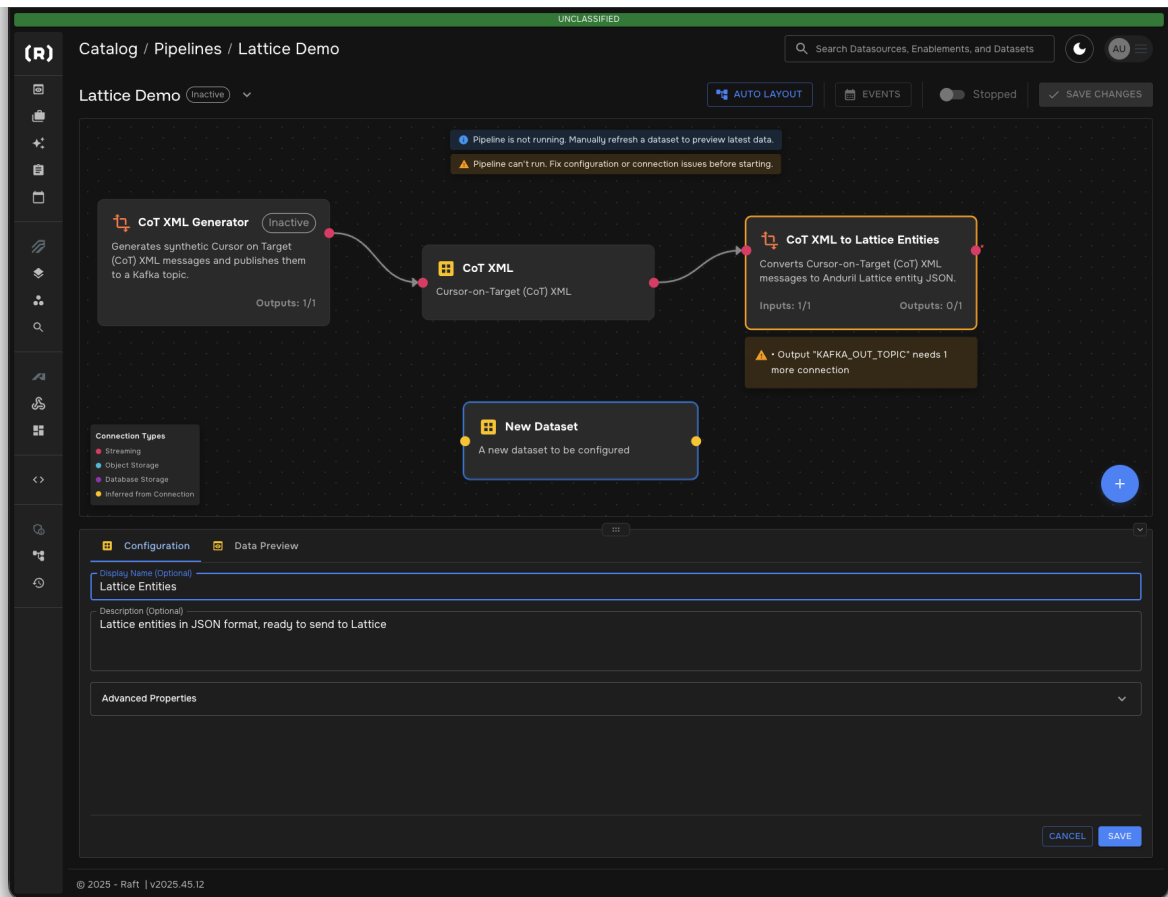 UNCLASSIFIED
(R)
Catalog / Pipelines / Lattice Demo
Search Datasources, Enablements, and Datasets
AU
Lattice Demo
Inactive
AUTO LAYOUT
EVENTS
Stopped
SAVE CHANGES
Pipeline is not running. Manually refresh a dataset to preview latest data.
Pipeline can't run. Fix configuration or connection issues before starting.
CoT XML Generator
Inactive
Generates synthetic Cursor on Target
(CoT) XML messages and publishes them
to a Kafka topic.
Outputs: 1/1
CoT XML
Cursor-on-Target (CoT) XML
CoT XML to Lattice Entities
Converts Cursor-on-Target (CoT) XML
messages to Anduril Lattice entity JSON.
Inputs: 1/1
Outputs: 0/1
• Output "KAFKA_OUT_TOPIC" needs 1
more connection
New Dataset
A new dataset to be configured
Connection Types
Streaming
Object Storage
Database Storage
Inferred from Connection
Configuration
Data Preview
Display Name (Optional)
Lattice Entities
Description (Optional)
Lattice entities in JSON format, ready to send to Lattice
Advanced Properties
CANCEL
SAVE
© 2025 - Raft | v2025.45.12